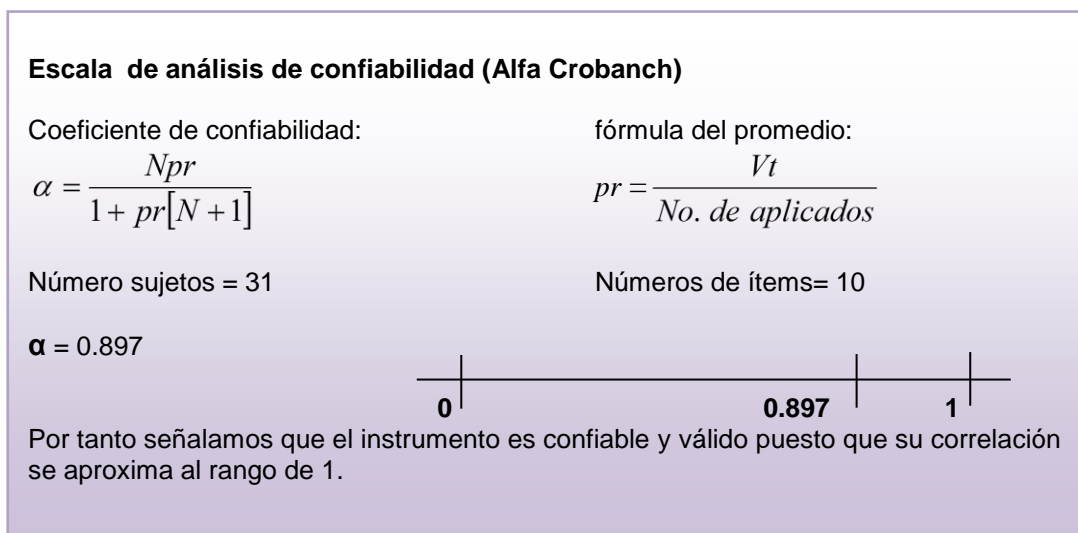 Escala de análisis de confiabilidad (Alfa Crobanch)
Coeficiente de confiabilidad: fórmula del promedio:
α = Npr / 1 + pr[N + 1] pr = Vt / No. de aplicados
Número sujetos = 31 Números de ítems= 10
α = 0.897
0 0.897 1
Por tanto señalamos que el instrumento es confiable y válido puesto que su correlación
se aproxima al rango de 1.